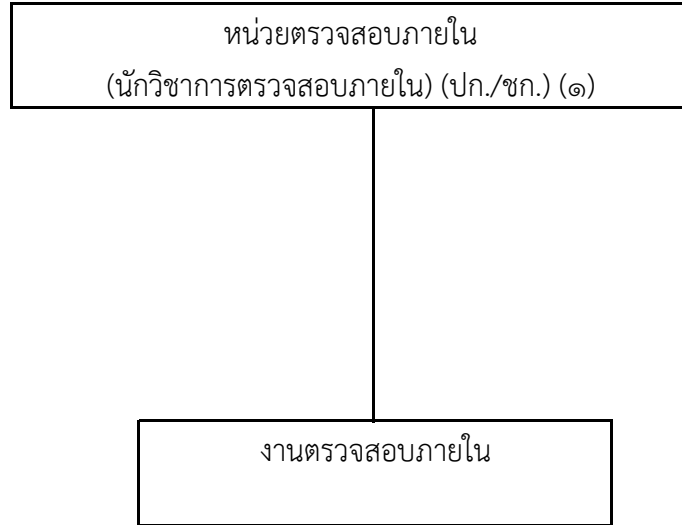 หน่วยตรวจสอบภายใน
(นักวิชาการตรวจสอบภายใน) (ปก./ชก.) (๑)
งานตรวจสอบภายใน